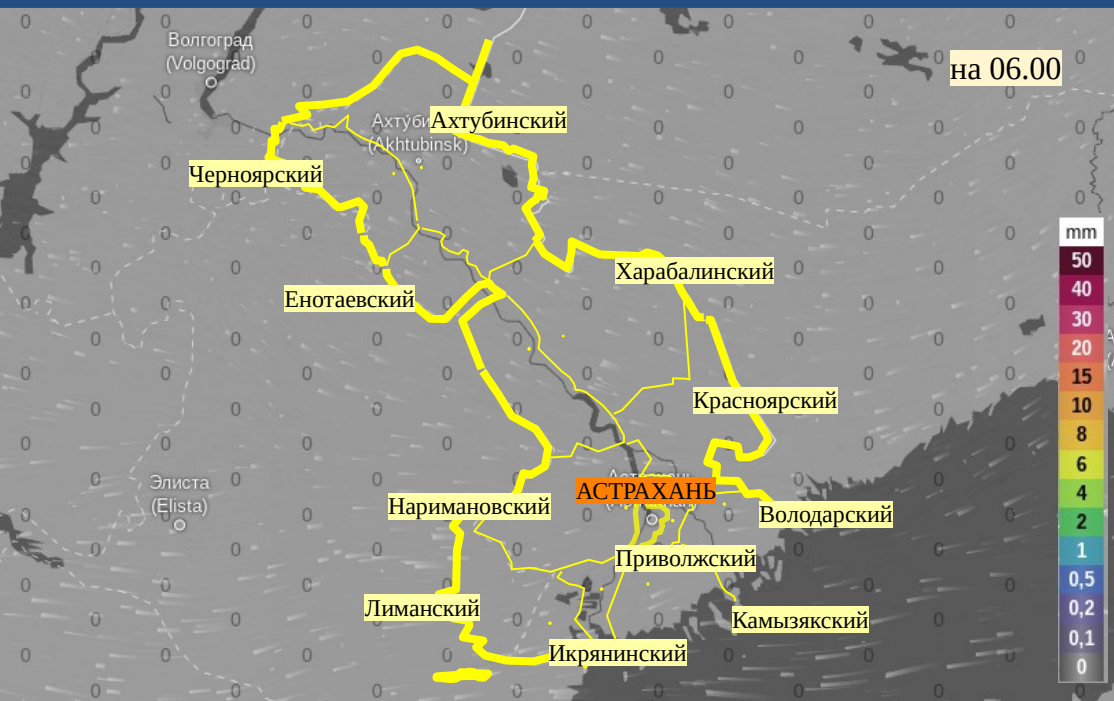 Волгоград
(Volgograd)
на 06.00
Ахтубинский
(Akhtubinsk)
Черноярский
Харабалинский
Енотаевский
Красноярский
Элиста
(Elista)
АСТРАХАНЬ
Наримановский
Володарский
Приволжский
Лиманский
Камызякский
Икрянинский
mm
50
40
30
20
15
10
8
6
4
2
1
0,5
0,2
0,1
0